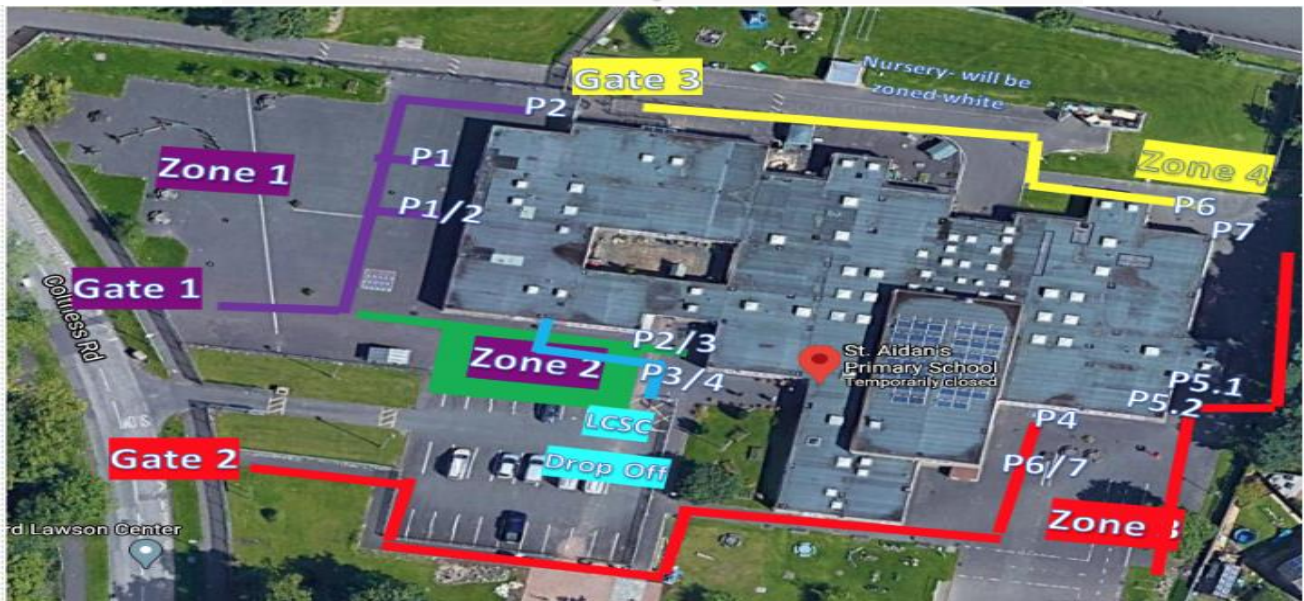 Gate 3
Nursery- will be
zoned white
P2
P1
Zone 1
P1/2
Zone 4
P6
P7
Gate 1
Coltness Rd
P2/3
Zone 2
P3/4
St. Aidan's
Primary School
Temporarily closed
P5.1
P5.2
LCSC
P4
Gate 2
Drop Off
P6/7
Zone 3
rd Lawson Center